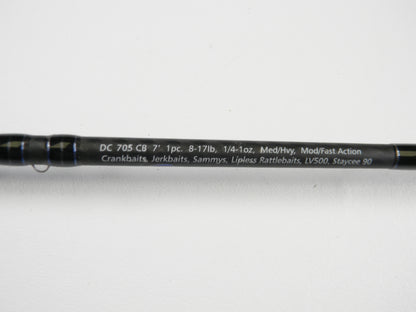 DC 705 CB 7' 1pc. 8-17lb, 1/4-1oz, Med/Hvy, Mod/Fast Action
Crankbaits, Jerkbaits, Sammys, Lipless Rattlebaits, LV500, Staycee 90